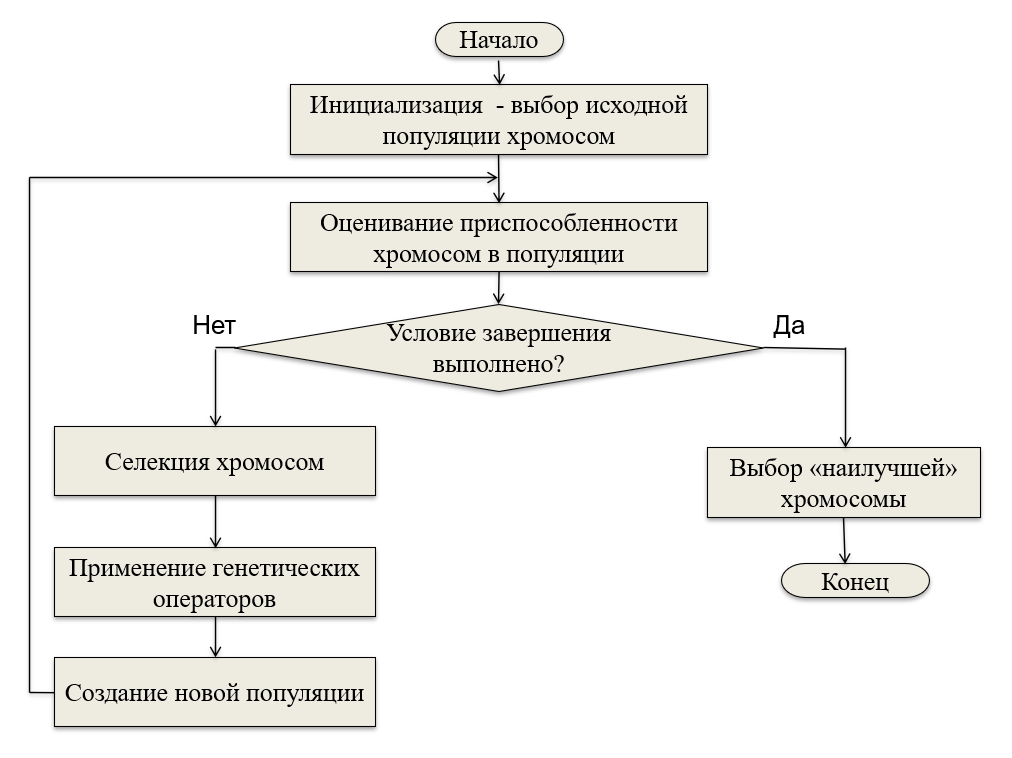 Начало
Инициализация - выбор исходной
популяции хромосом
Оценивание приспособленности
хромосом в популяции
Нет
Условие завершения
выполнено?
Да
Селекция хромосом
Выбор «наилучшей»
хромосомы
Применение генетических
операторов
Конец
Создание новой популяции